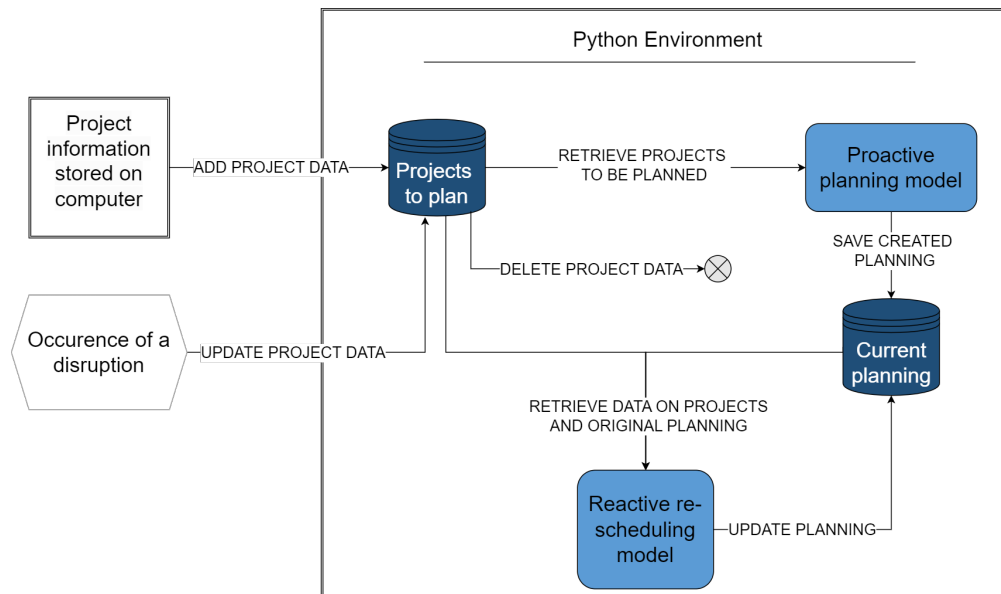 Python Environment
Project
information
stored on
computer
ADD PROJECT DATA
Projects
to plan
RETRIEVE PROJECTS
TO BE PLANNED
Proactive
planning model
SAVE CREATED
PLANNING
DELETE PROJECT DATA
Occurence of a
disruption
UPDATE PROJECT DATA
Current
planning
RETRIEVE DATA ON PROJECTS
AND ORIGINAL PLANNING
Reactive re-
scheduling
model
UPDATE PLANNING